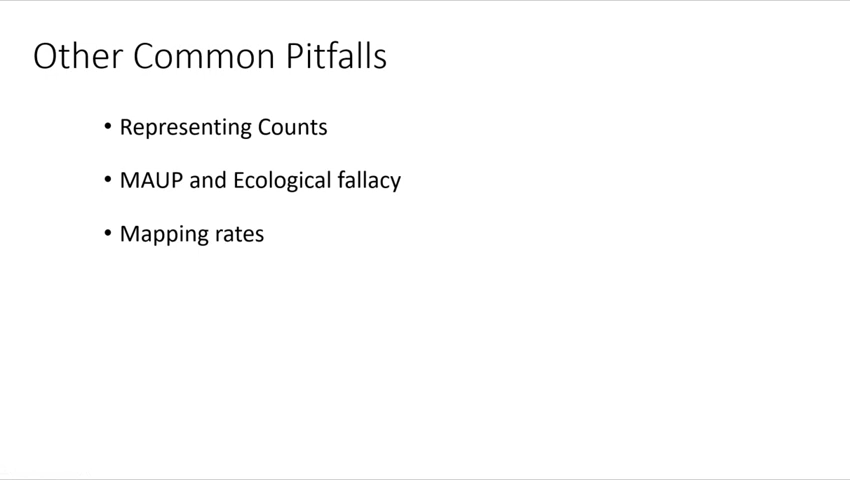 Other Common Pitfalls
• Representing Counts
• MAUP and Ecological fallacy
• Mapping rates